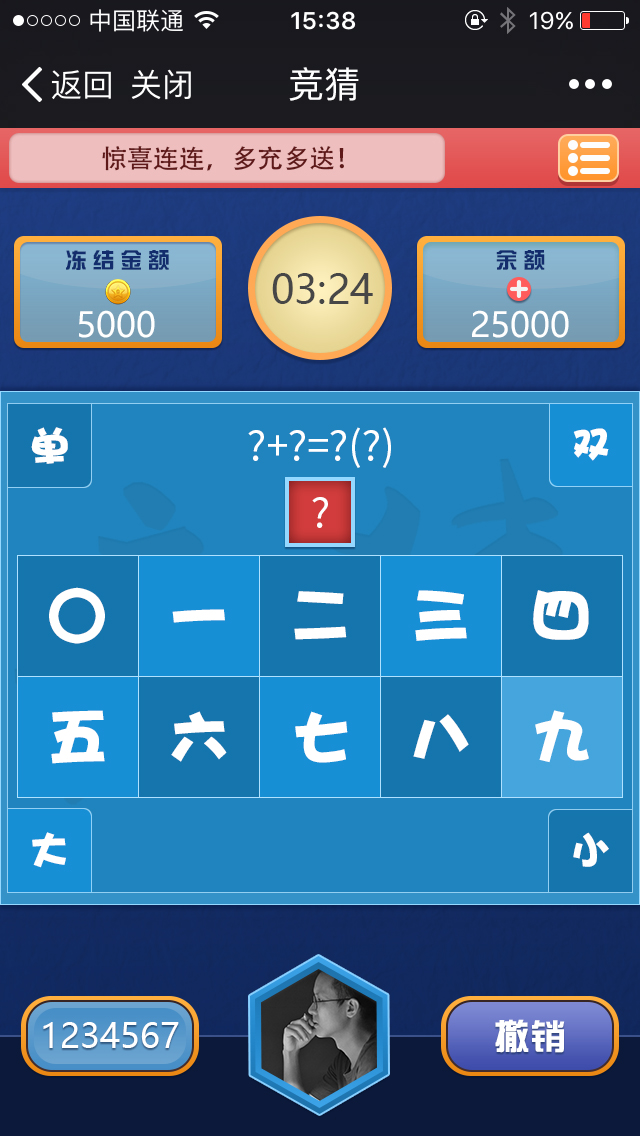 中国联通 15:38 19%
返回 关闭 竞猜
惊喜连连，多充多送！
冻结金额
5000
03:24
余额
25000
单
?+?=?(?)
双
?
〇 一 二 三 四
五 六 七 八 九
大 小
1234567 撤销